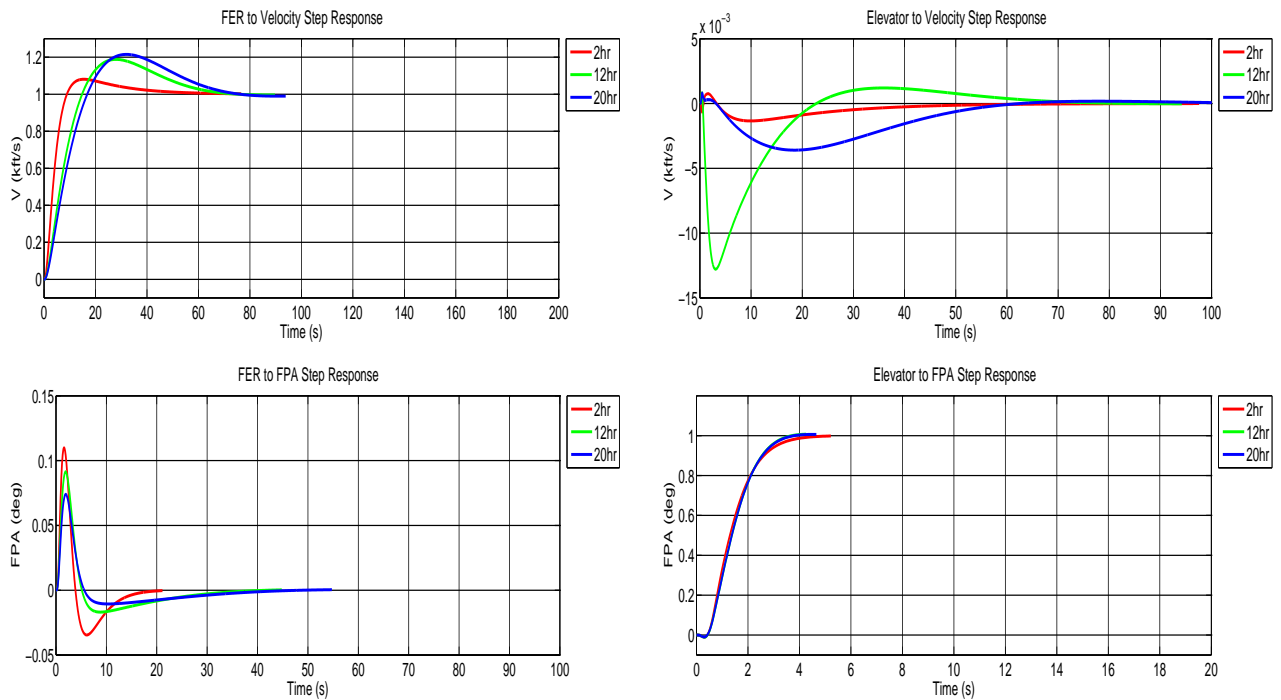 FER to Velocity Step Response
V (kft/s)
1.2
1
0.8
0.6
0.4
0.2
0
0 20 40 60 80 100 120 140 160 180 200
Time (s)
2hr
12hr
20hr
Elevator to Velocity Step Response
x 10⁻³
V (kft/s)
5
0
−5
−10
−15
0 10 20 30 40 50 60 70 80 90 100
Time (s)
2hr
12hr
20hr
FER to FPA Step Response
FPA (deg)
0.15
0.1
0.05
0
−0.05
0 10 20 30 40 50 60 70 80 90 100
Time (s)
2hr
12hr
20hr
Elevator to FPA Step Response
FPA (deg)
1
0.8
0.6
0.4
0.2
0
0 2 4 6 8 10 12 14 16 18 20
Time (s)
2hr
12hr
20hr